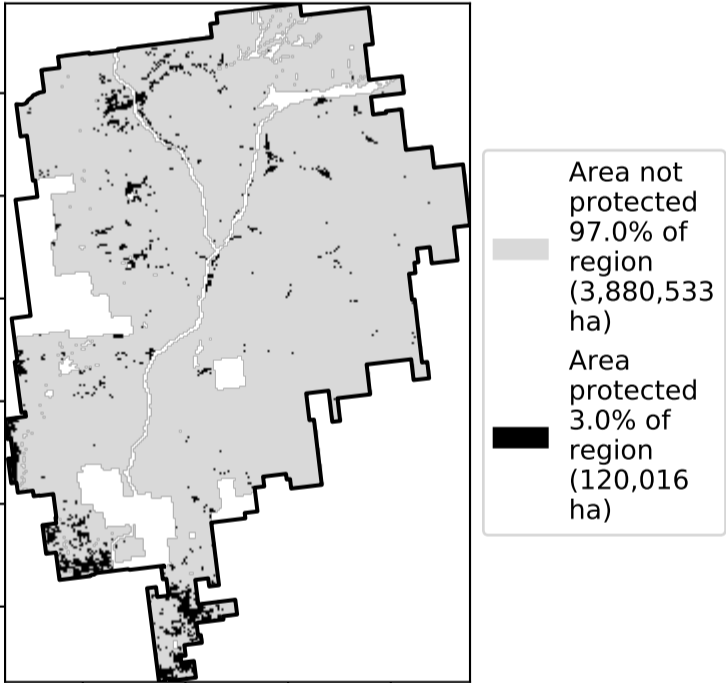 Area not
protected
97.0% of
region
(3,880,533
ha)
Area
protected
3.0% of
region
(120,016
ha)